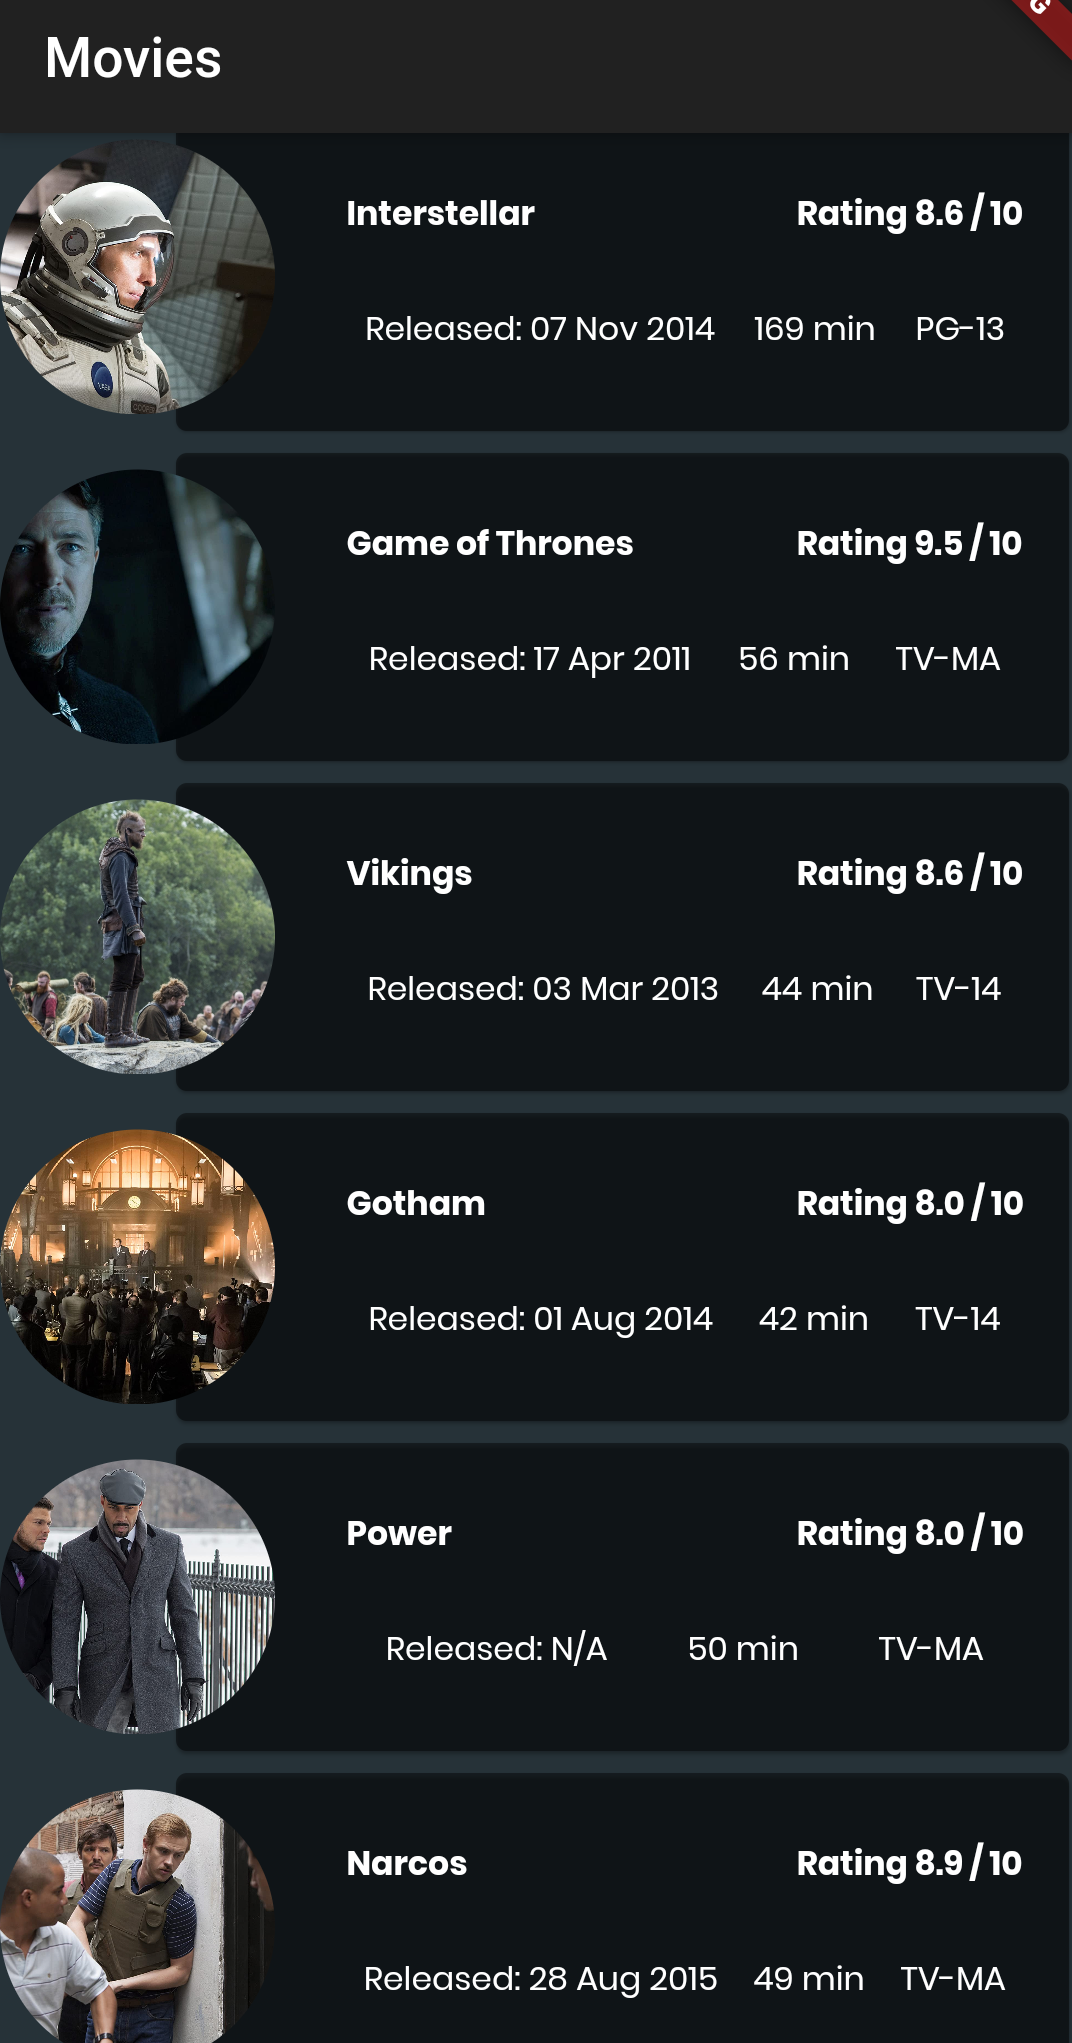 Movies
G
Interstellar Rating 8.6 / 10
Released: 07 Nov 2014 169 min PG-13
Game of Thrones Rating 9.5 / 10
Released: 17 Apr 2011 56 min TV-MA
Vikings Rating 8.6 / 10
Released: 03 Mar 2013 44 min TV-14
Gotham Rating 8.0 / 10
Released: 01 Aug 2014 42 min TV-14
Power Rating 8.0 / 10
Released: N/A 50 min TV-MA
Narcos Rating 8.9 / 10
Released: 28 Aug 2015 49 min TV-MA